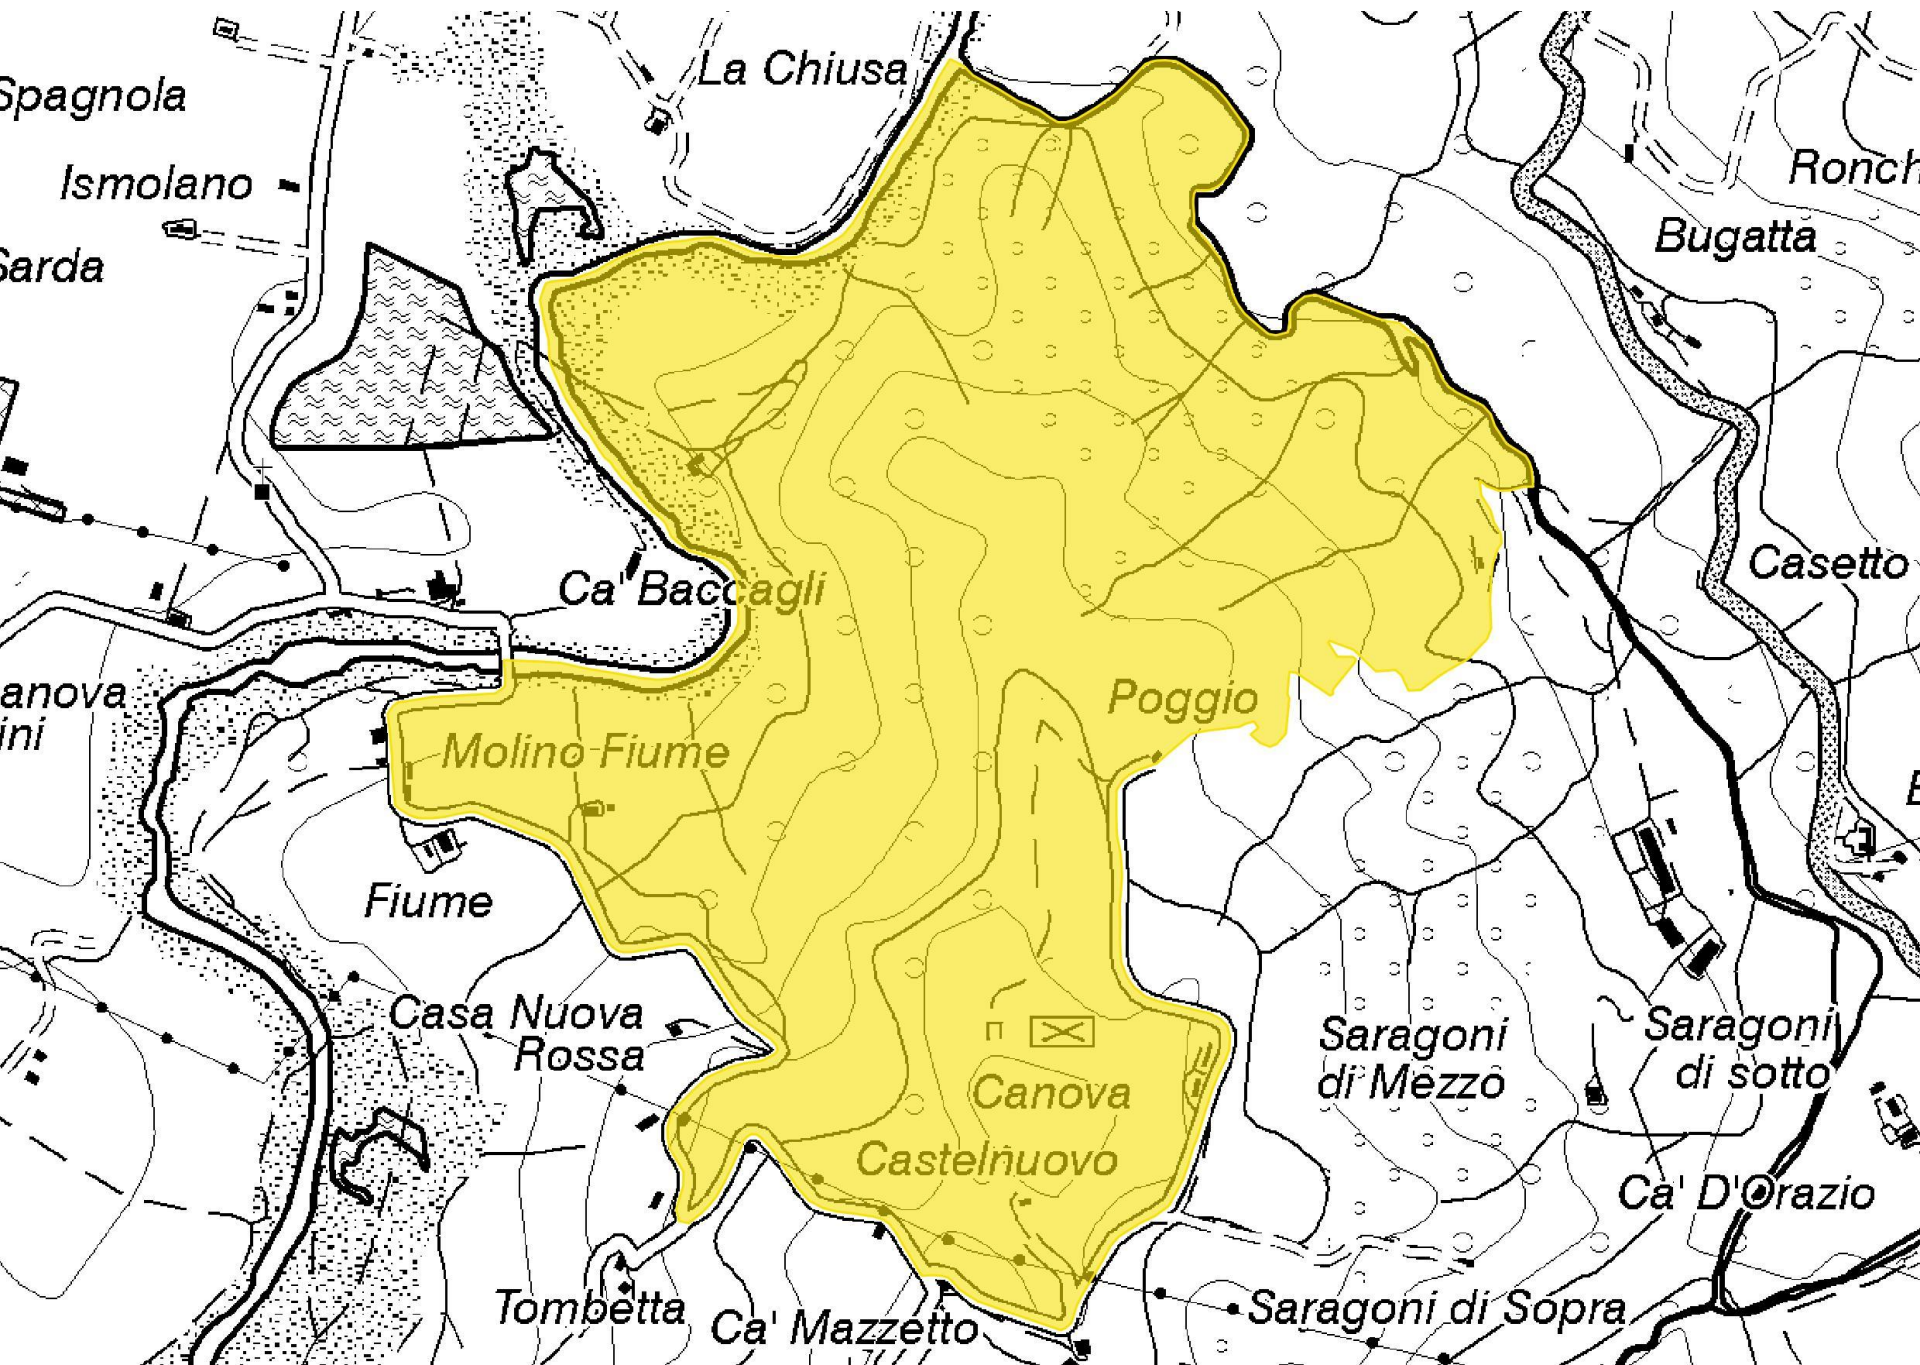 La Chiusa
Spagnola
Ismolano
Sarda
Ronch
Bugatta
Casetto
Ca' Baccagli
anova
ini
Poggio
Molino Fiume
Fiume
Casa Nuova
Rossa
Saragoni
di Mezzo
Saragoni
di sotto
Canova
Castelnuovo
Ca' D'Orazio
Tombetta
Ca' Mazzetto
Saragoni di Sopra